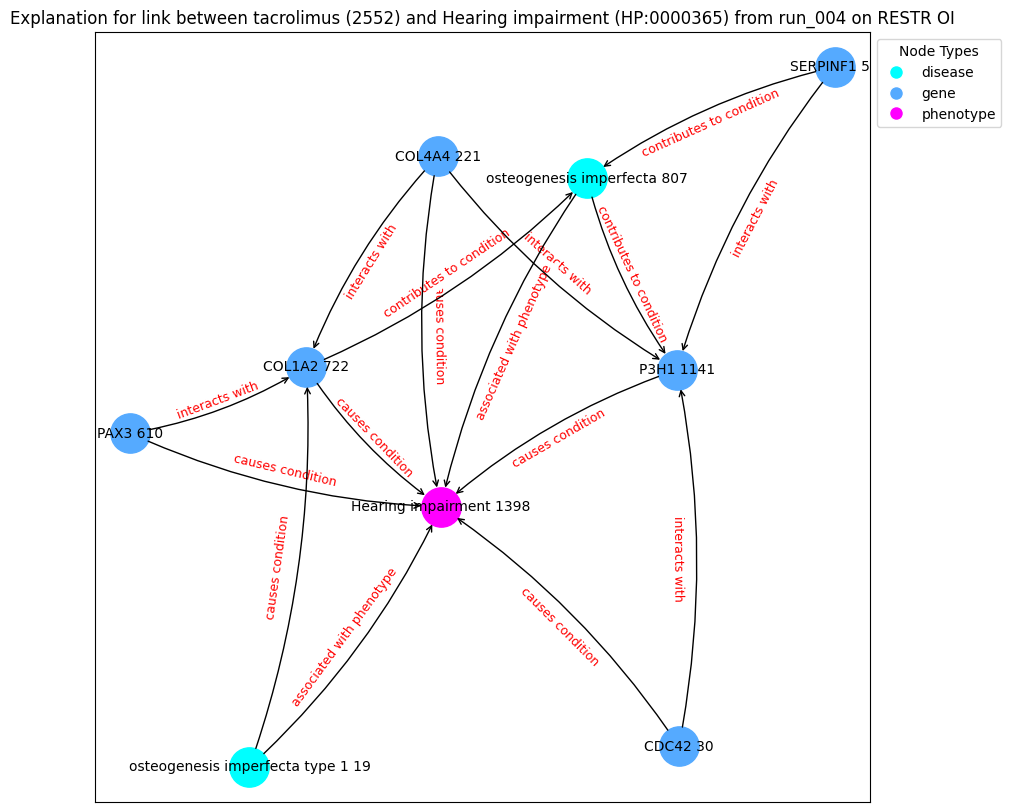 Explanation for link between tacrolimus (2552) and Hearing impairment (HP:0000365) from run_004 on RESTR OI
Node Types
disease
gene
phenotype
SERPINF1 5
contributes to condition
COL4A4 221
osteogenesis imperfecta 807
interacts with
interacts with
contributes to condition
interacts with
contributes to condition
uses condition
associated with phenotype
COL1A2 722
P3H1 1141
interacts with
causes condition
PAX3 610
causes condition
causes condition
Hearing impairment 1398
causes condition
interacts with
associated with phenotype
causes condition
CDC42 30
osteogenesis imperfecta type 1 19